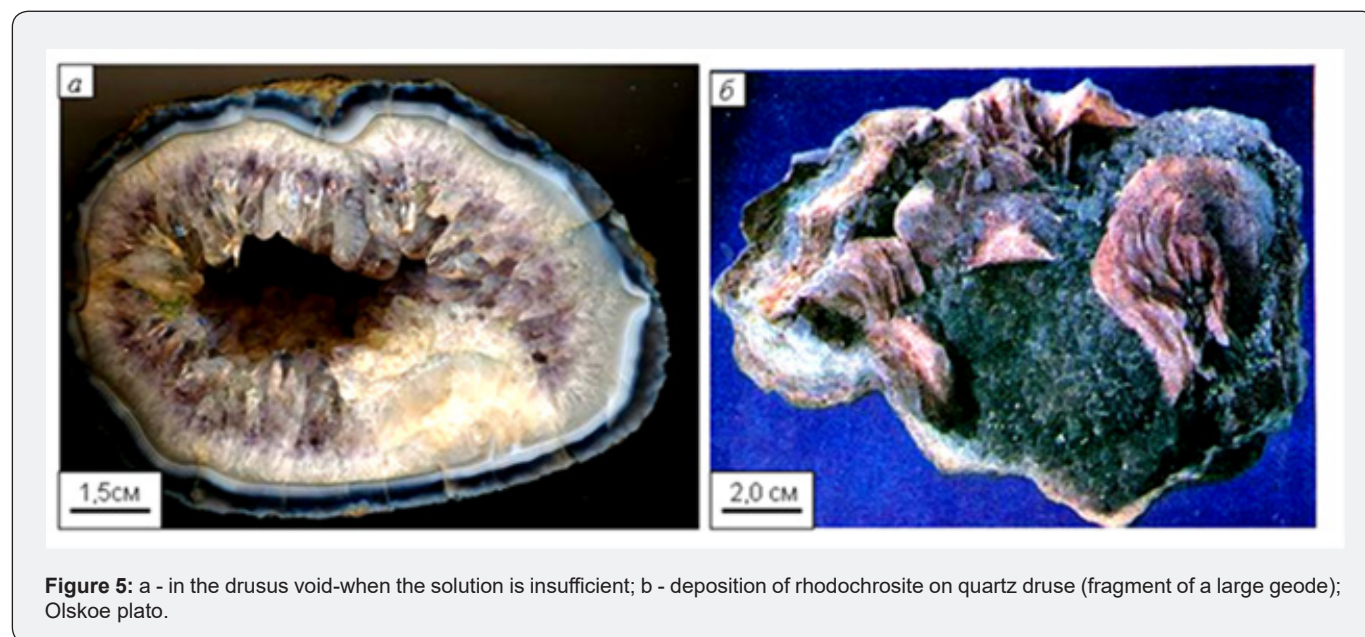 а
б
1,5см
2,0 см
Figure 5: a - in the drusus void-when the solution is insufficient; b - deposition of rhodochrosite on quartz druse (fragment of a large geode);
Olskoe plato.